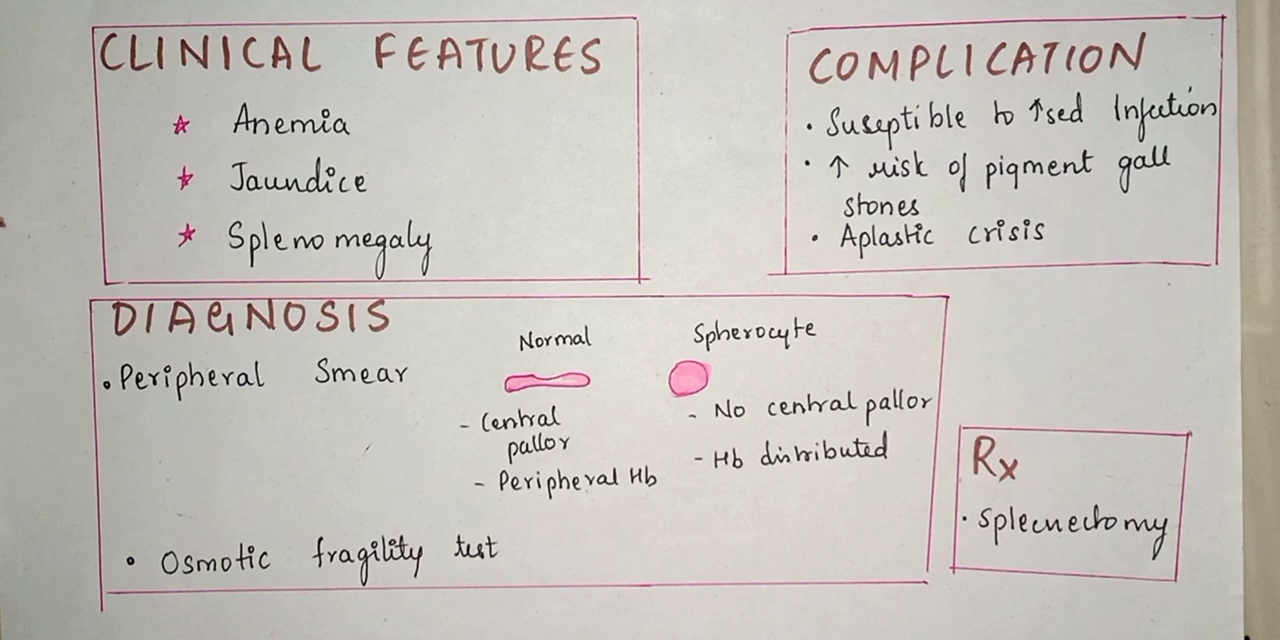 CLINICAL FEATURES
☆ Anemia
☆ Jaundice
☆ Splenomegaly
COMPLICATION
• Suseptible to ↑sed Infection
• ↑ risk of pigment gall
stones
• Aplastic crisis
DIAGNOSIS
• Peripheral Smear
Normal
- Central
pallor
- Peripheral Hb
Spherocyte
- No central pallor
- Hb distributed
• Osmotic fragility test
Rx
• Splecnectomy